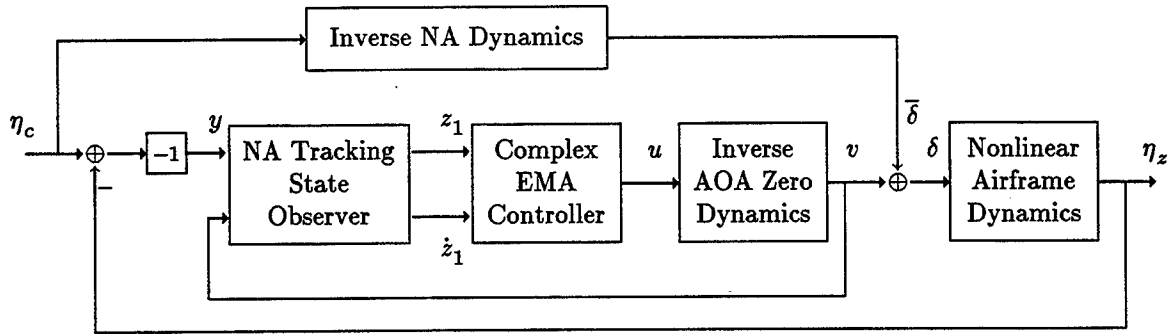 Inverse NA Dynamics
η_c
⊕
−
−1
y
NA Tracking
State
Observer
z_1
ż_1
Complex
EMA
Controller
u
Inverse
AOA Zero
Dynamics
v
δ̅
⊕
δ
Nonlinear
Airframe
Dynamics
η_z